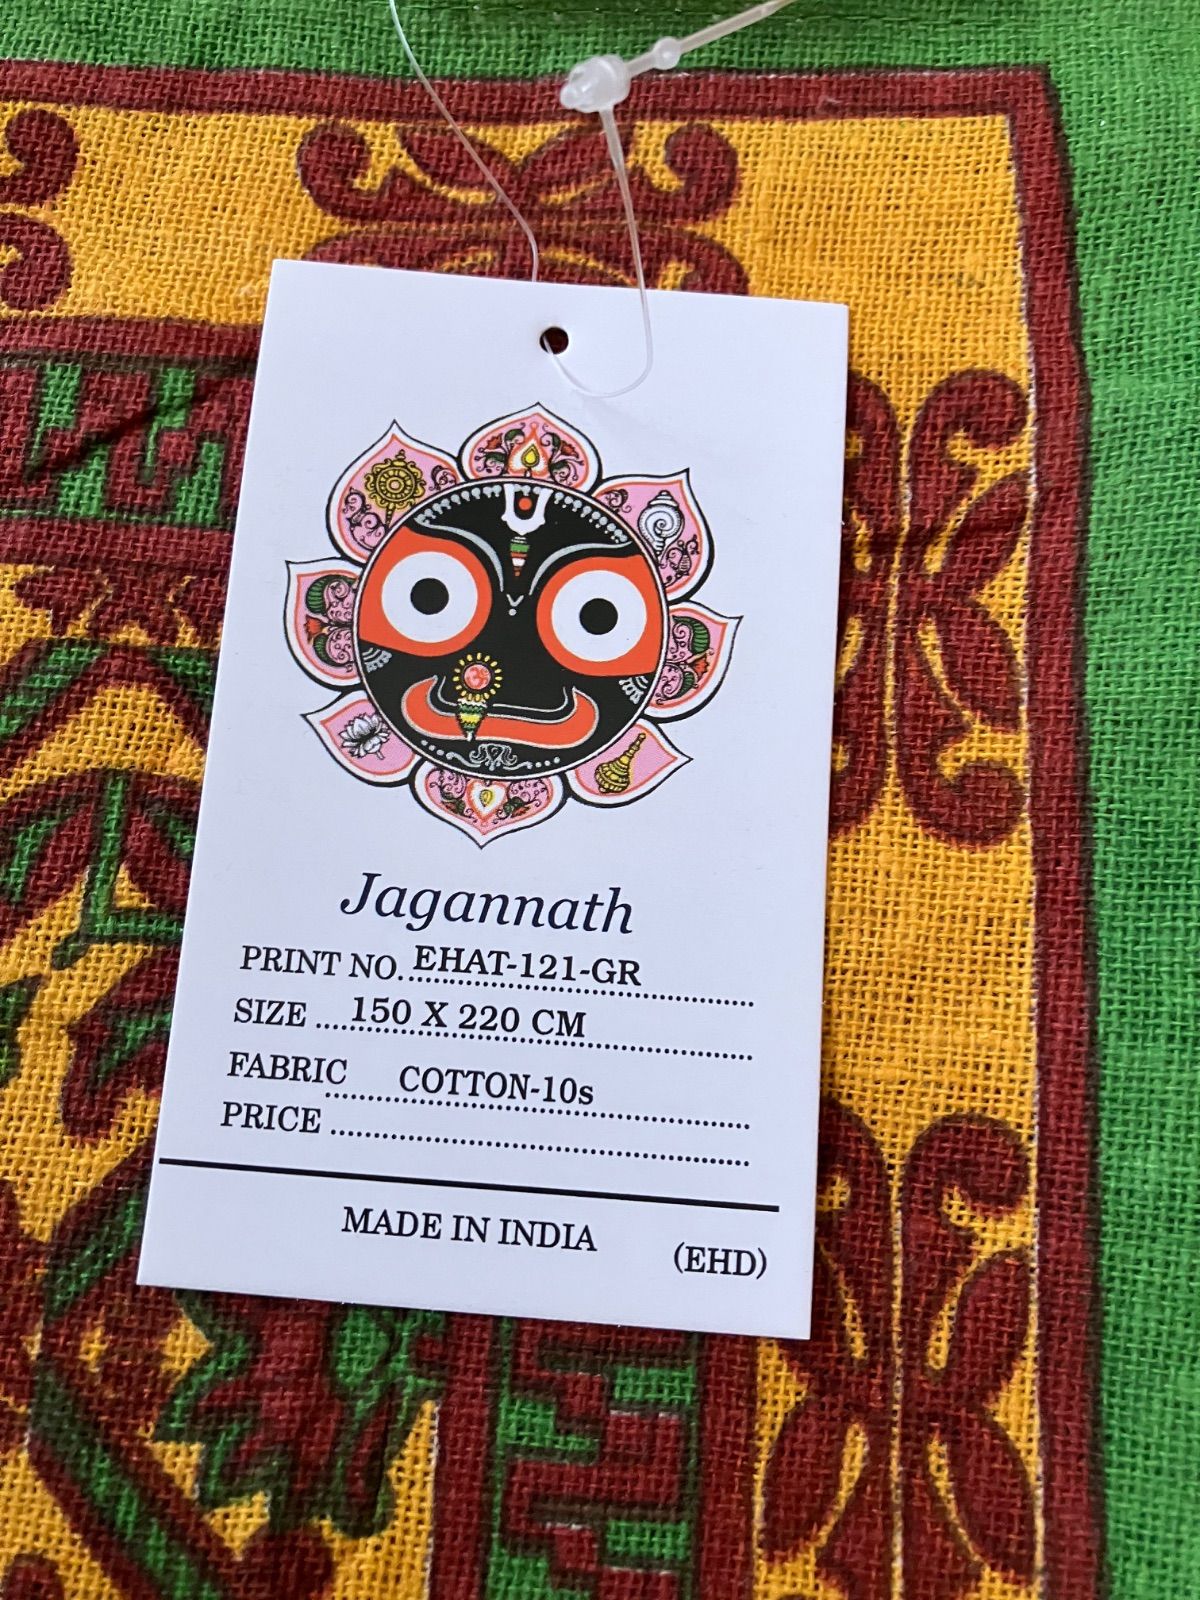 Jagannath
PRINT NO. EHAT-121-GR
SIZE 150 X 220 CM
FABRIC COTTON-10s
PRICE
MADE IN INDIA
(EHD)